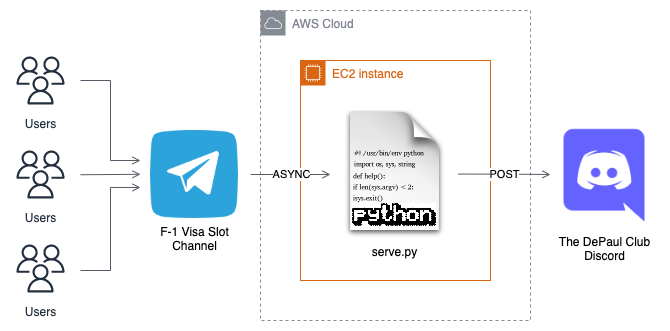 AWS Cloud
EC2 instance
Users
Users
Users
F-1 Visa Slot
Channel
ASYNC
#! /usr/bin/env python
import os, sys, string
def help():
if len(sys.argv) < 2:
isys.exit()
python
serve.py
POST
The DePaul Club
Discord